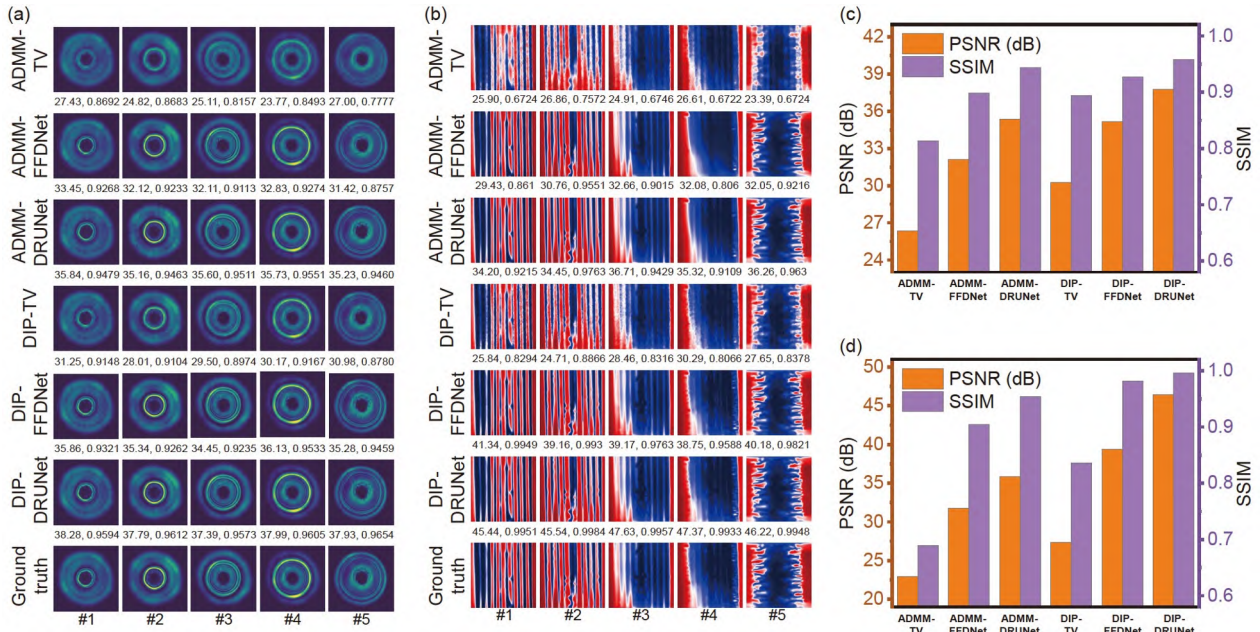 (a)
ADMM-
TV
27.43, 0.8692 24.82, 0.8683 25.11, 0.8157 23.77, 0.8493 27.00, 0.7777
ADMM-
FFDNet
33.45, 0.9268 32.12, 0.9233 32.11, 0.9113 32.83, 0.9274 31.42, 0.8757
ADMM-
DRUNet
35.84, 0.9479 35.16, 0.9463 35.60, 0.9511 35.73, 0.9551 35.23, 0.9460
DIP-TV
31.25, 0.9148 28.01, 0.9104 29.50, 0.8974 30.17, 0.9167 30.98, 0.8780
DIP-
FFDNet
35.86, 0.9321 35.34, 0.9262 34.45, 0.9235 36.13, 0.9533 35.28, 0.9459
DIP-
DRUNet
38.28, 0.9594 37.79, 0.9612 37.39, 0.9573 37.99, 0.9605 37.93, 0.9654
Ground
truth
#1 #2 #3 #4 #5
(b)
ADMM-
TV
25.90, 0.6724 26.86, 0.7572 24.91, 0.6746 26.61, 0.6722 23.39, 0.6724
ADMM-
FFDNet
29.43, 0.861 30.76, 0.9551 32.66, 0.9015 32.08, 0.806 32.05, 0.9216
ADMM-
DRUNet
34.20, 0.9215 34.45, 0.9763 36.71, 0.9429 35.32, 0.9109 36.26, 0.963
DIP-TV
25.84, 0.8294 24.71, 0.8866 28.46, 0.8316 30.29, 0.8066 27.65, 0.8378
DIP-
FFDNet
41.34, 0.9949 39.16, 0.993 39.17, 0.9763 38.75, 0.9588 40.18, 0.9821
DIP-
DRUNet
45.44, 0.9951 45.54, 0.9984 47.63, 0.9957 47.37, 0.9933 46.22, 0.9948
Ground
truth
#1 #2 #3 #4 #5
(c)
PSNR (dB)
SSIM
42
39
36
33
30
27
24
PSNR (dB)
1.0
0.9
0.8
0.7
0.6
SSIM
ADMM- ADMM- ADMM- DIP- DIP- DIP-
TV FFDNet DRUNet TV FFDNet DRUNet
(d)
PSNR (dB)
SSIM
50
45
40
35
30
25
20
PSNR (dB)
1.0
0.9
0.8
0.7
0.6
SSIM
ADMM- ADMM- ADMM- DIP- DIP- DIP-
TV FFDNet DRUNet TV FFDNet DRUNet